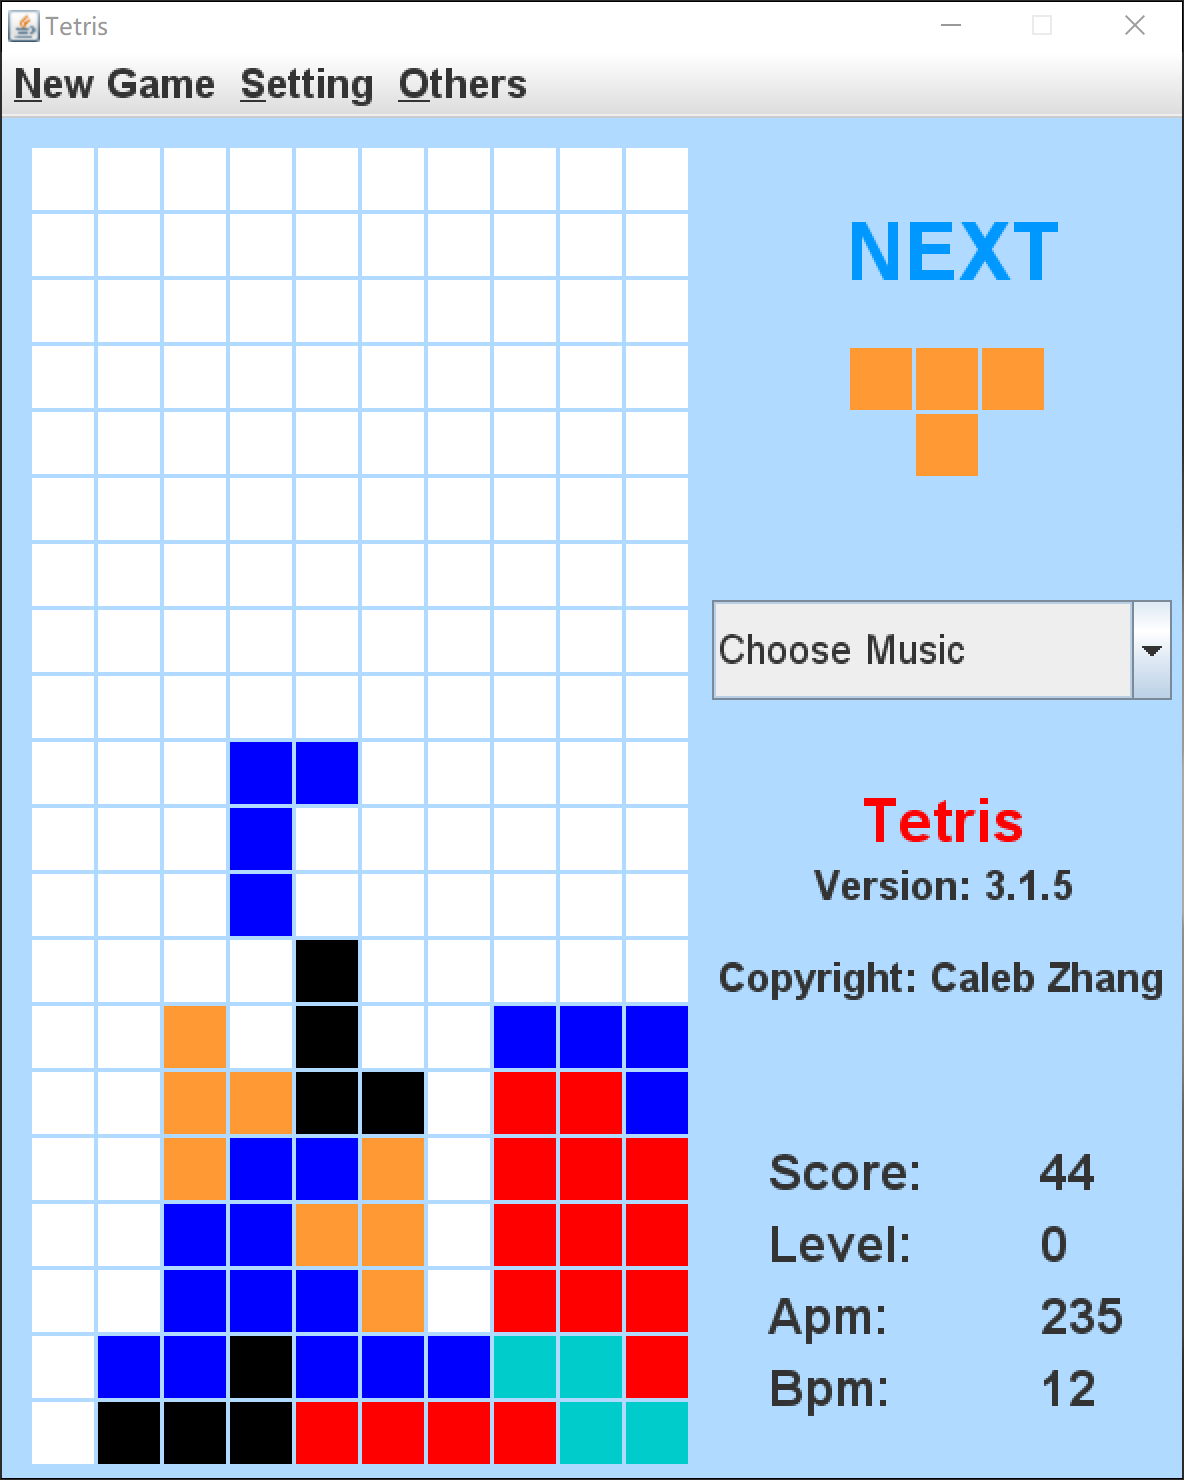 Tetris
New Game Setting Others
NEXT
Choose Music
Tetris
Version: 3.1.5
Copyright: Caleb Zhang
Score: 44
Level: 0
Apm: 235
Bpm: 12